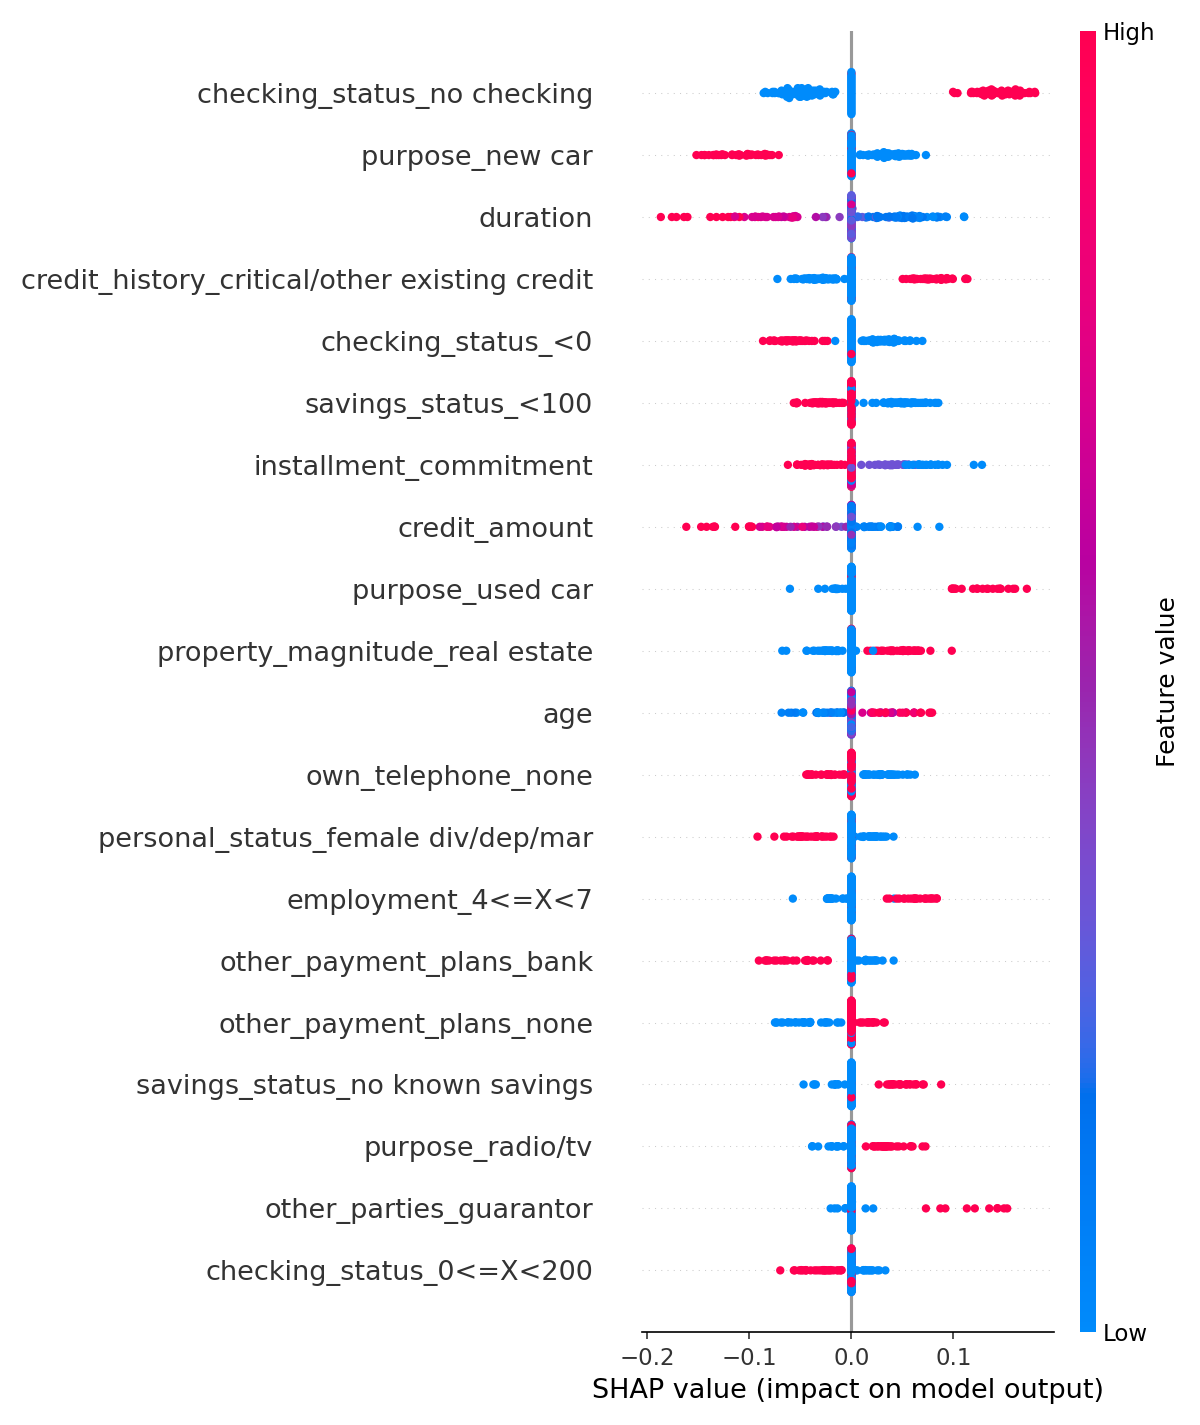 High
checking_status_no checking
purpose_new car
duration
credit_history_critical/other existing credit
checking_status_<0
savings_status_<100
installment_commitment
credit_amount
purpose_used car
property_magnitude_real estate
age
own_telephone_none
personal_status_female div/dep/mar
employment_4<=X<7
other_payment_plans_bank
other_payment_plans_none
savings_status_no known savings
purpose_radio/tv
other_parties_guarantor
checking_status_0<=X<200
Feature value
Low
−0.2 −0.1 0.0 0.1
SHAP value (impact on model output)